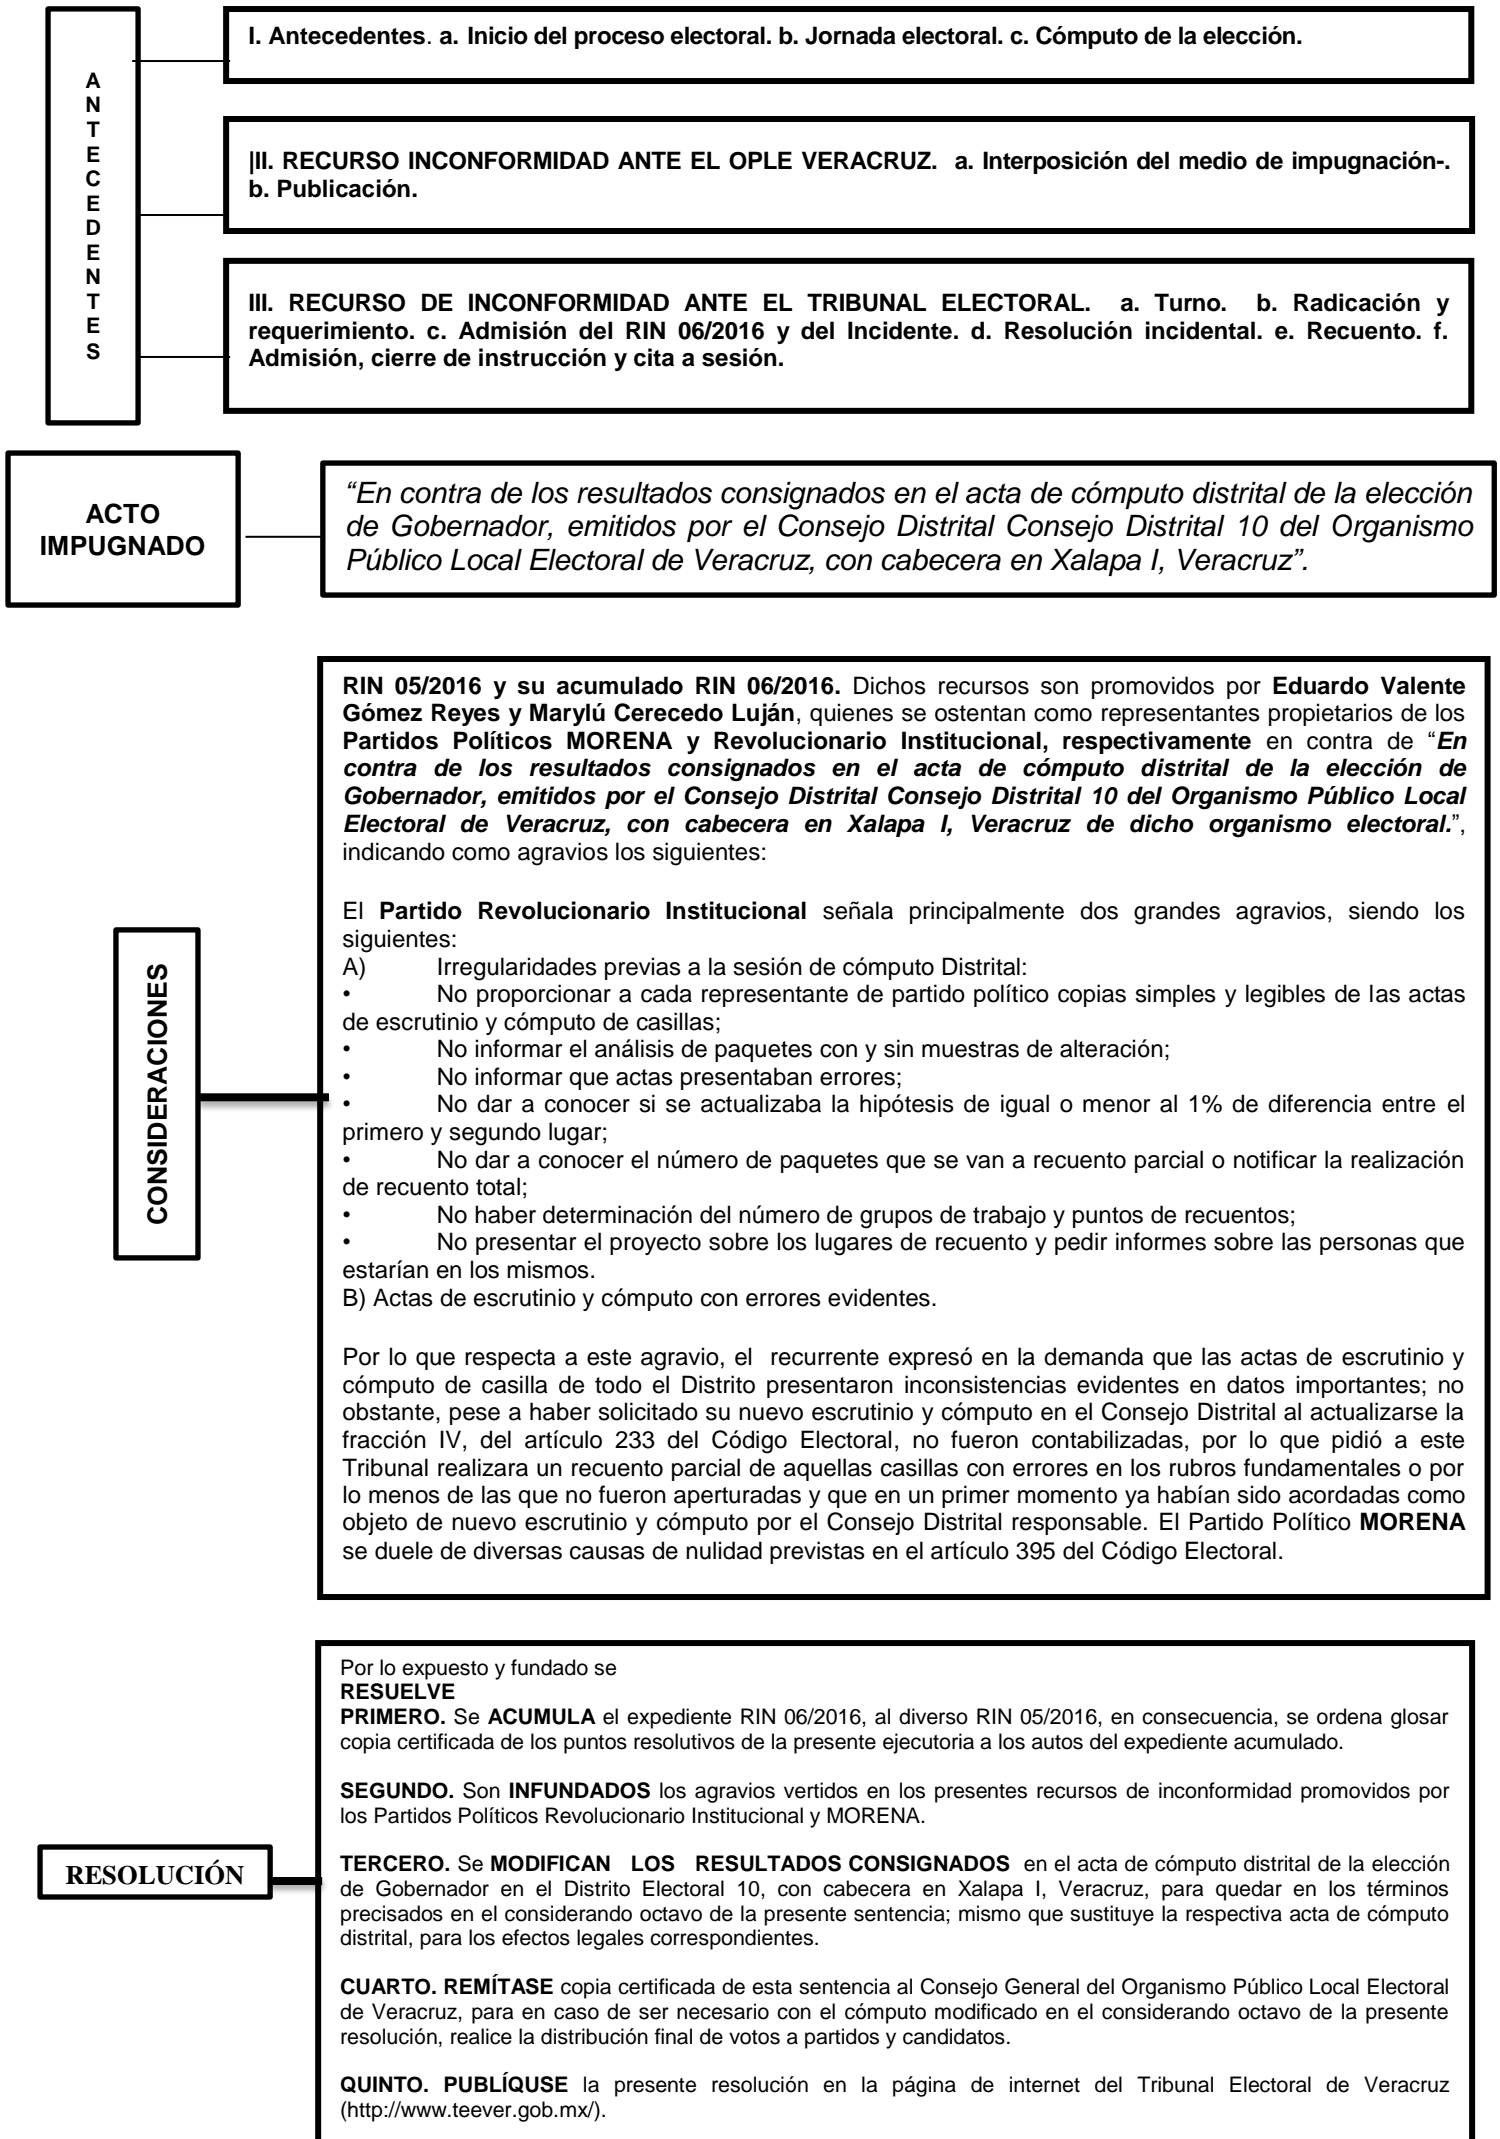 ANTECEDENTES
I. Antecedentes. a. Inicio del proceso electoral. b. Jornada electoral. c. Cómputo de la elección.
|II. RECURSO INCONFORMIDAD ANTE EL OPLE VERACRUZ. a. Interposición del medio de impugnación-.
b. Publicación.
III. RECURSO DE INCONFORMIDAD ANTE EL TRIBUNAL ELECTORAL. a. Turno. b. Radicación y
requerimiento. c. Admisión del RIN 06/2016 y del Incidente. d. Resolución incidental. e. Recuento. f.
Admisión, cierre de instrucción y cita a sesión.
ACTO
IMPUGNADO
“En contra de los resultados consignados en el acta de cómputo distrital de la elección
de Gobernador, emitidos por el Consejo Distrital Consejo Distrital 10 del Organismo
Público Local Electoral de Veracruz, con cabecera en Xalapa I, Veracruz”.
CONSIDERACIONES
RIN 05/2016 y su acumulado RIN 06/2016. Dichos recursos son promovidos por Eduardo Valente
Gómez Reyes y Marylú Cerecedo Luján, quienes se ostentan como representantes propietarios de los
Partidos Políticos MORENA y Revolucionario Institucional, respectivamente en contra de “En
contra de los resultados consignados en el acta de cómputo distrital de la elección de
Gobernador, emitidos por el Consejo Distrital Consejo Distrital 10 del Organismo Público Local
Electoral de Veracruz, con cabecera en Xalapa I, Veracruz de dicho organismo electoral.”,
indicando como agravios los siguientes:
El Partido Revolucionario Institucional señala principalmente dos grandes agravios, siendo los
siguientes:
A) Irregularidades previas a la sesión de cómputo Distrital:
• No proporcionar a cada representante de partido político copias simples y legibles de las actas
de escrutinio y cómputo de casillas;
• No informar el análisis de paquetes con y sin muestras de alteración;
• No informar que actas presentaban errores;
• No dar a conocer si se actualizaba la hipótesis de igual o menor al 1% de diferencia entre el
primero y segundo lugar;
• No dar a conocer el número de paquetes que se van a recuento parcial o notificar la realización
de recuento total;
• No haber determinación del número de grupos de trabajo y puntos de recuentos;
• No presentar el proyecto sobre los lugares de recuento y pedir informes sobre las personas que
estarían en los mismos.
B) Actas de escrutinio y cómputo con errores evidentes.
Por lo que respecta a este agravio, el recurrente expresó en la demanda que las actas de escrutinio y
cómputo de casilla de todo el Distrito presentaron inconsistencias evidentes en datos importantes; no
obstante, pese a haber solicitado su nuevo escrutinio y cómputo en el Consejo Distrital al actualizarse la
fracción IV, del artículo 233 del Código Electoral, no fueron contabilizadas, por lo que pidió a este
Tribunal realizara un recuento parcial de aquellas casillas con errores en los rubros fundamentales o por
lo menos de las que no fueron aperturadas y que en un primer momento ya habían sido acordadas como
objeto de nuevo escrutinio y cómputo por el Consejo Distrital responsable. El Partido Político MORENA
se duele de diversas causas de nulidad previstas en el artículo 395 del Código Electoral.
RESOLUCIÓN
Por lo expuesto y fundado se
RESUELVE
PRIMERO. Se ACUMULA el expediente RIN 06/2016, al diverso RIN 05/2016, en consecuencia, se ordena glosar
copia certificada de los puntos resolutivos de la presente ejecutoria a los autos del expediente acumulado.
SEGUNDO. Son INFUNDADOS los agravios vertidos en los presentes recursos de inconformidad promovidos por
los Partidos Políticos Revolucionario Institucional y MORENA.
TERCERO. Se MODIFICAN LOS RESULTADOS CONSIGNADOS en el acta de cómputo distrital de la elección
de Gobernador en el Distrito Electoral 10, con cabecera en Xalapa I, Veracruz, para quedar en los términos
precisados en el considerando octavo de la presente sentencia; mismo que sustituye la respectiva acta de cómputo
distrital, para los efectos legales correspondientes.
CUARTO. REMÍTASE copia certificada de esta sentencia al Consejo General del Organismo Público Local Electoral
de Veracruz, para en caso de ser necesario con el cómputo modificado en el considerando octavo de la presente
resolución, realice la distribución final de votos a partidos y candidatos.
QUINTO. PUBLÍQUSE la presente resolución en la página de internet del Tribunal Electoral de Veracruz
(http://www.teever.gob.mx/).